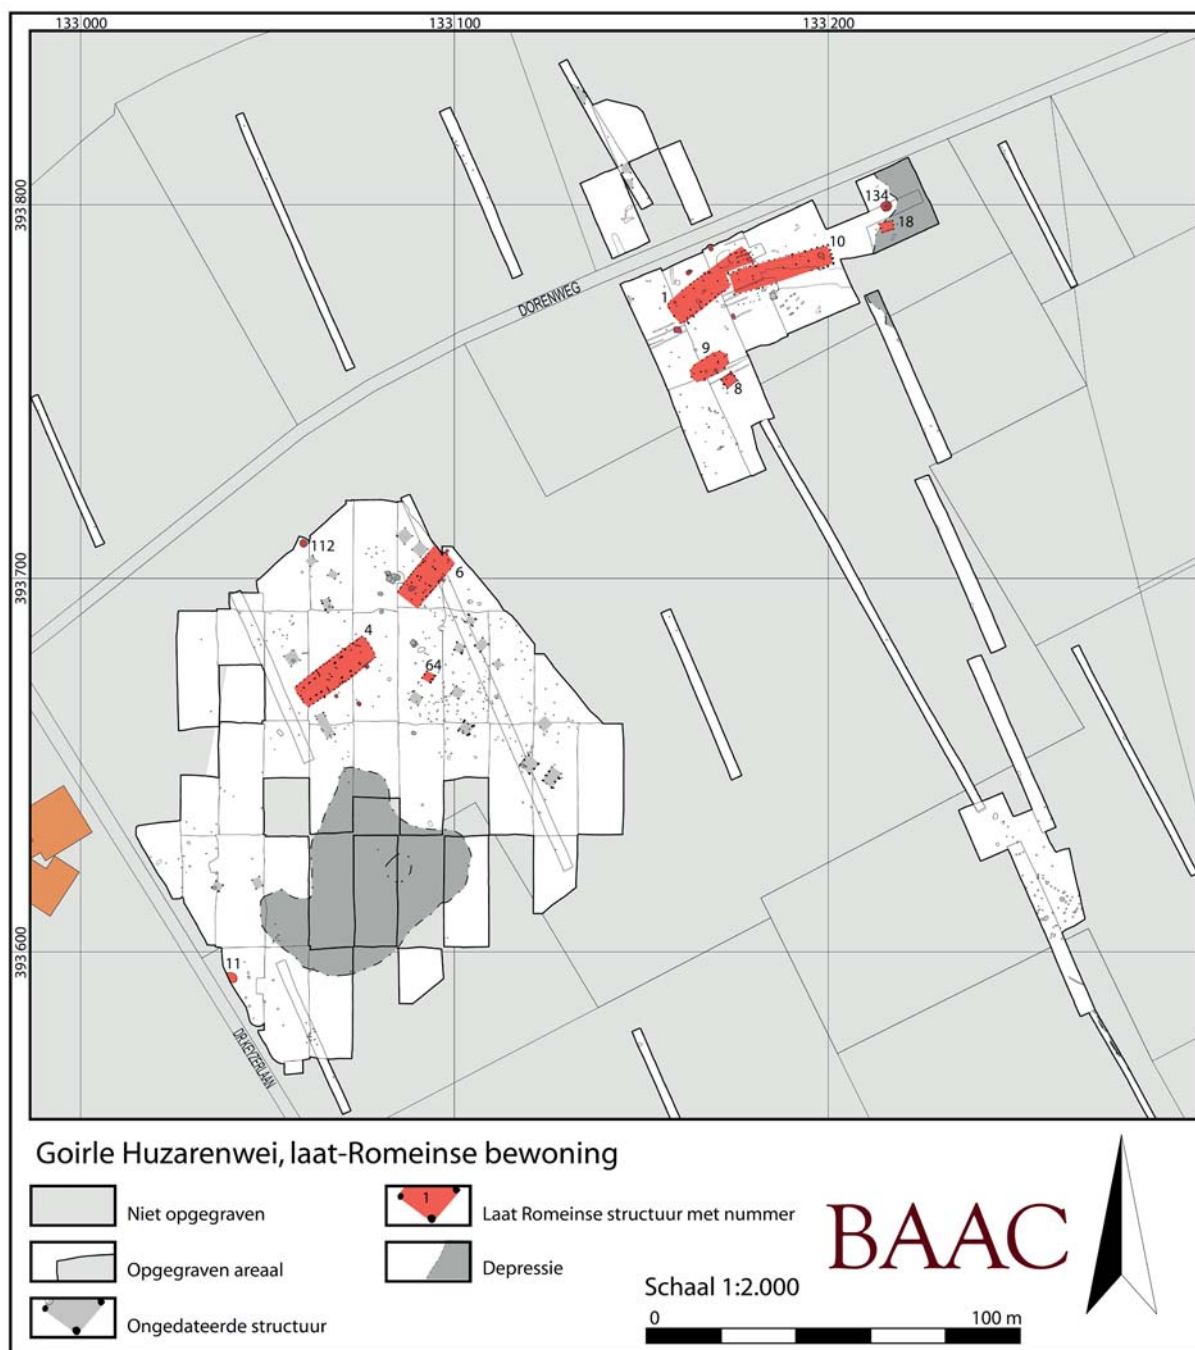 133 000 133 100 133 200
393 800
393 700
393 600
134
18
10
1
DORENWEG
9
8
112
6
4
64
11
DR.KEYZERLAAN
Goirle Huzarenwei, laat-Romeinse bewoning
Niet opgegraven
Opgegraven areaal
Ongedateerde structuur
1
Laat Romeinse structuur met nummer
Depressie
Schaal 1:2.000
0 100 m
BAAC